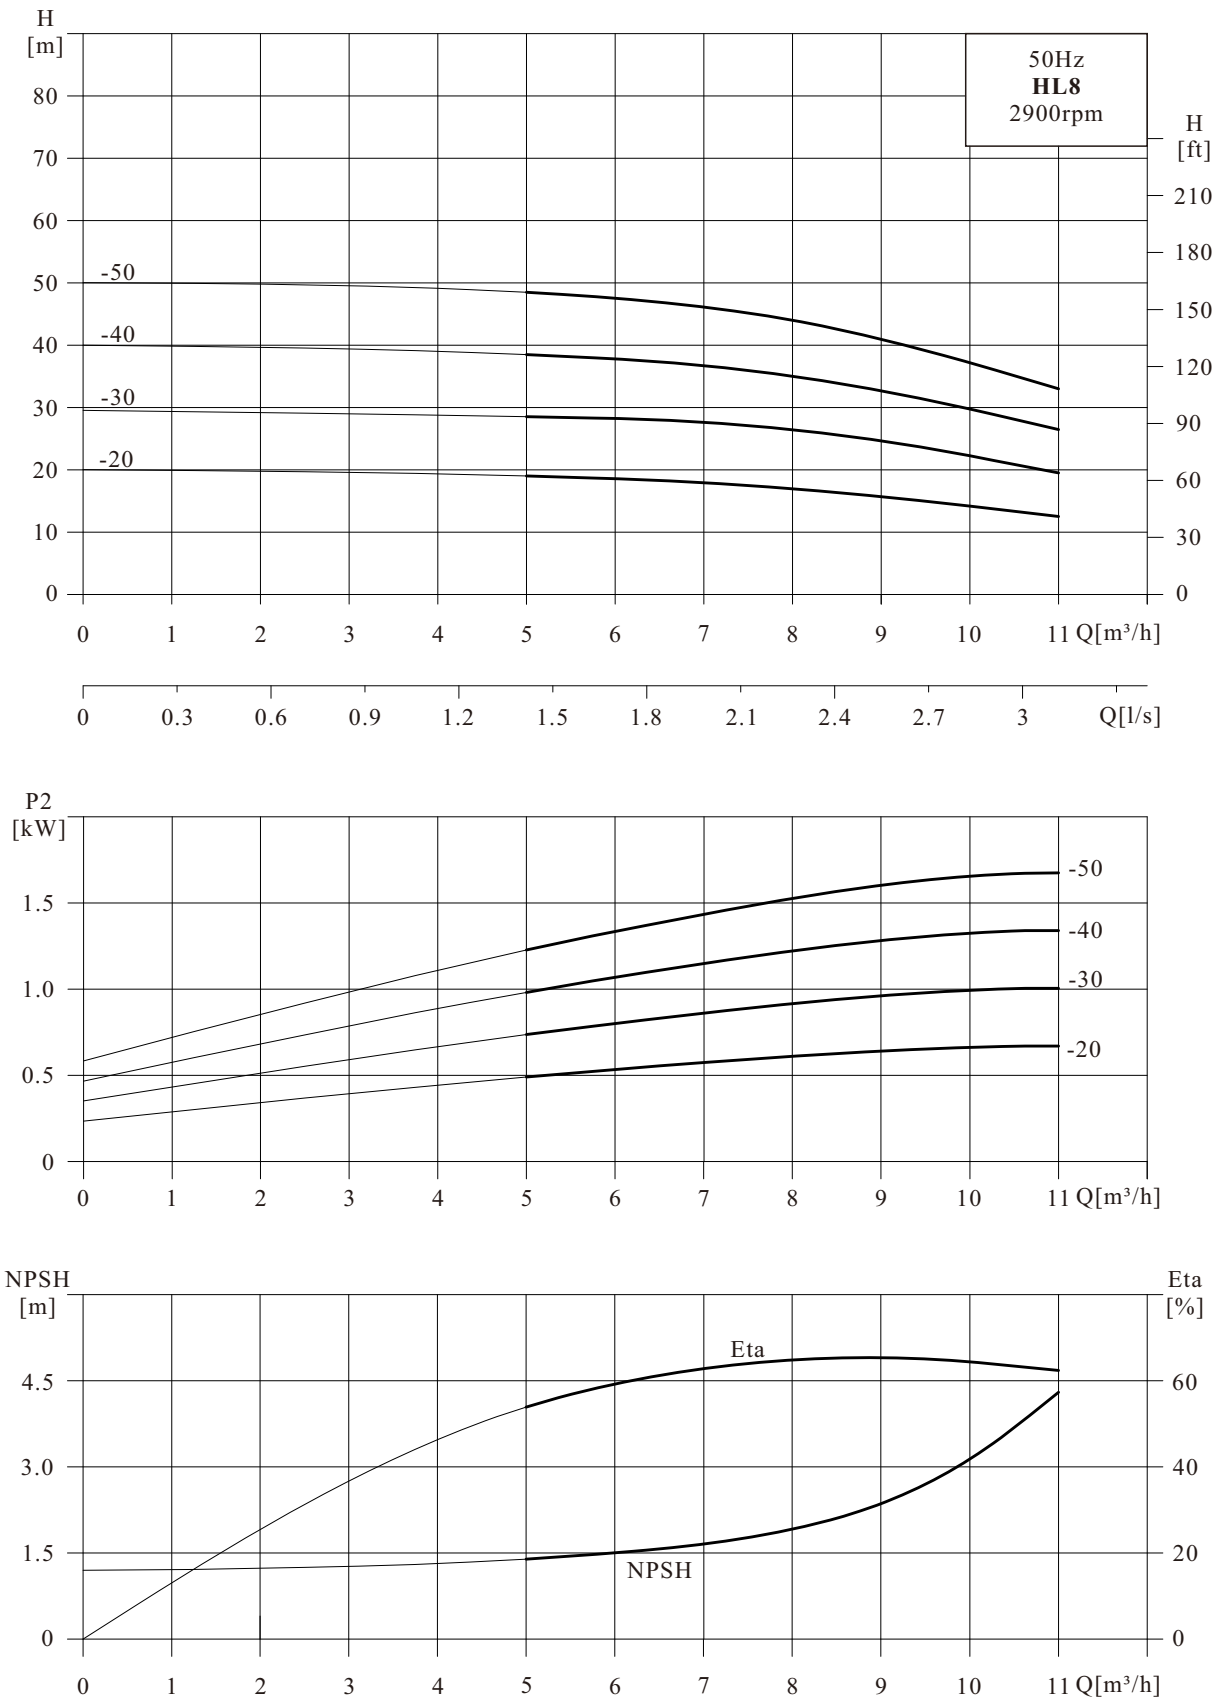 H
[m]
50Hz
HL8
2900rpm
H
[ft]
80
70
60
50
40
30
20
10
0
-50
-40
-30
-20
210
180
150
120
90
60
30
0
0 1 2 3 4 5 6 7 8 9 10 11 Q[m³/h]
0 0.3 0.6 0.9 1.2 1.5 1.8 2.1 2.4 2.7 3 Q[l/s]
P2
[kW]
1.5
1.0
0.5
0
-50
-40
-30
-20
0 1 2 3 4 5 6 7 8 9 10 11 Q[m³/h]
NPSH
[m]
Eta
[%]
4.5
3.0
1.5
0
Eta
NPSH
60
40
20
0
0 1 2 3 4 5 6 7 8 9 10 11 Q[m³/h]